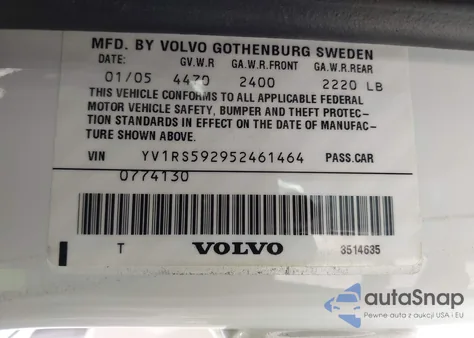 MFD. BY VOLVO GOTHENBURG SWEDEN
DATE: GV.W.R GA.W.R.FRONT GA.W.R.REAR
01/05 4470 2400 2220 LB
THIS VEHICLE CONFORMS TO ALL APPLICABLE FEDERAL
MOTOR VEHICLE SAFETY, BUMPER AND THEFT PROTEC-
TION STANDARDS IN EFFECT ON THE DATE OF MANUFAC-
TURE SHOWN ABOVE.
VIN YV1RS592952461464 PASS.CAR
0774130
T VOLVO 3514635
autoSnap
Pewne auta z aukcji USA i EU